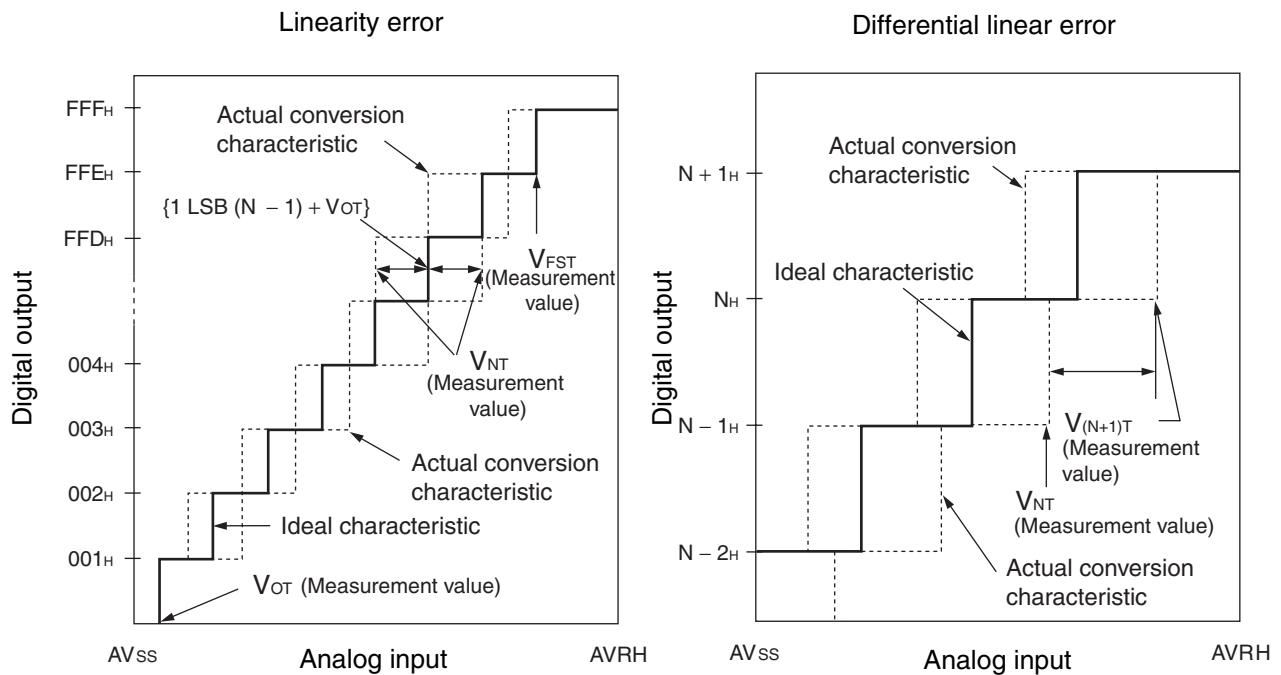 Linearity error
FFFH
FFEH
FFDH
004H
003H
002H
001H
Digital output
Actual conversion
characteristic
{1 LSB (N − 1) + VOT}
VFST
(Measurement
value)
VNT
(Measurement
value)
Actual conversion
characteristic
Ideal characteristic
VOT (Measurement value)
AVSS
Analog input
AVRH
Differential linear error
N + 1H
NH
N − 1H
N − 2H
Digital output
Actual conversion
characteristic
Ideal characteristic
V(N+1)T
(Measurement
value)
VNT
(Measurement value)
Actual conversion
characteristic
AVSS
Analog input
AVRH